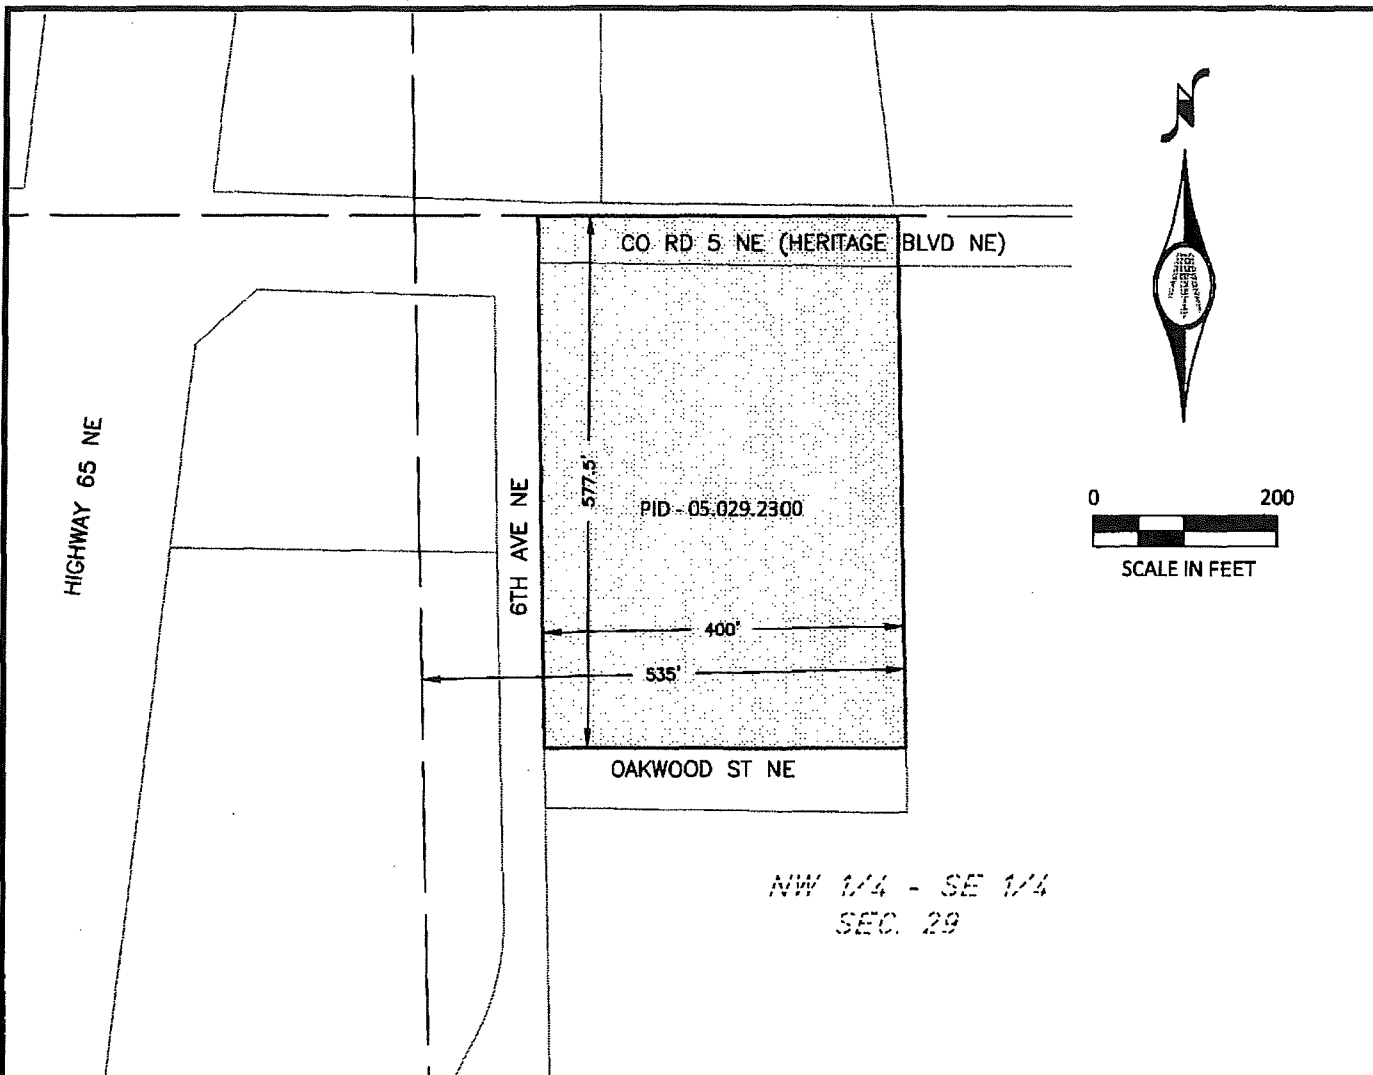 N
CO RD 5 NE (HERITAGE BLVD NE)
HIGHWAY 65 NE
6TH AVE NE
577.5'
PID - 05.029.2300
0 200
SCALE IN FEET
400'
535'
OAKWOOD ST NE
NW 1/4 - SE 1/4
SEC. 29